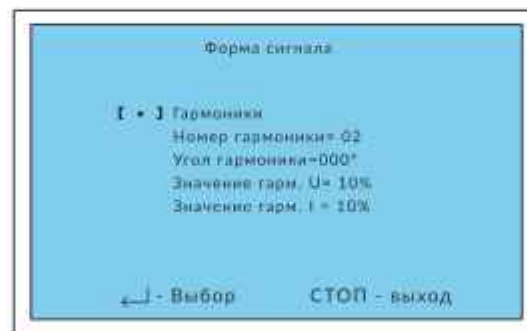 Форма сигнала
[ • ] Гармоники
Номер гармоники= 02
Угол гармоники=000°
Значение гарм. U= 10%
Значение гарм. I = 10%
↵ - Выбор СТОП - выход